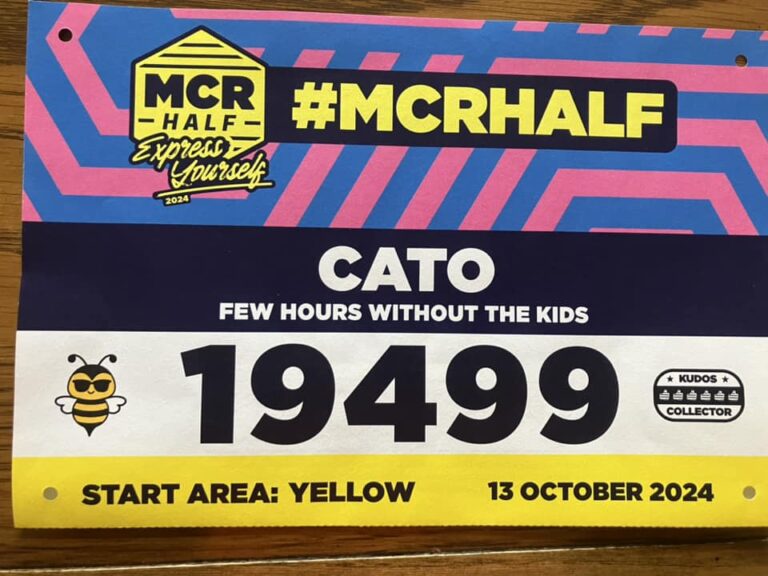 MCR
HALF
Express
Yourself
2024
#MCRHALF
CATO
FEW HOURS WITHOUT THE KIDS
19499
KUDOS
COLLECTOR
START AREA: YELLOW
13 OCTOBER 2024